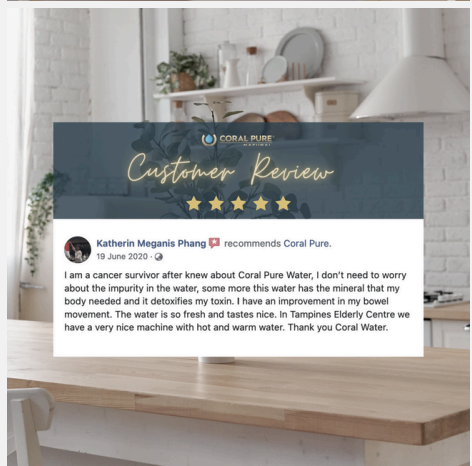 CORAL PURE
Customer Review
Katherin Meganis Phang recommends Coral Pure.
19 June 2020 ·
I am a cancer survivor after knew about Coral Pure Water, I don't need to worry
about the impurity in the water, some more this water has the mineral that my
body needed and it detoxifies my toxin. I have an improvement in my bowel
movement. The water is so fresh and tastes nice. In Tampines Elderly Centre we
have a very nice machine with hot and warm water. Thank you Coral Water.